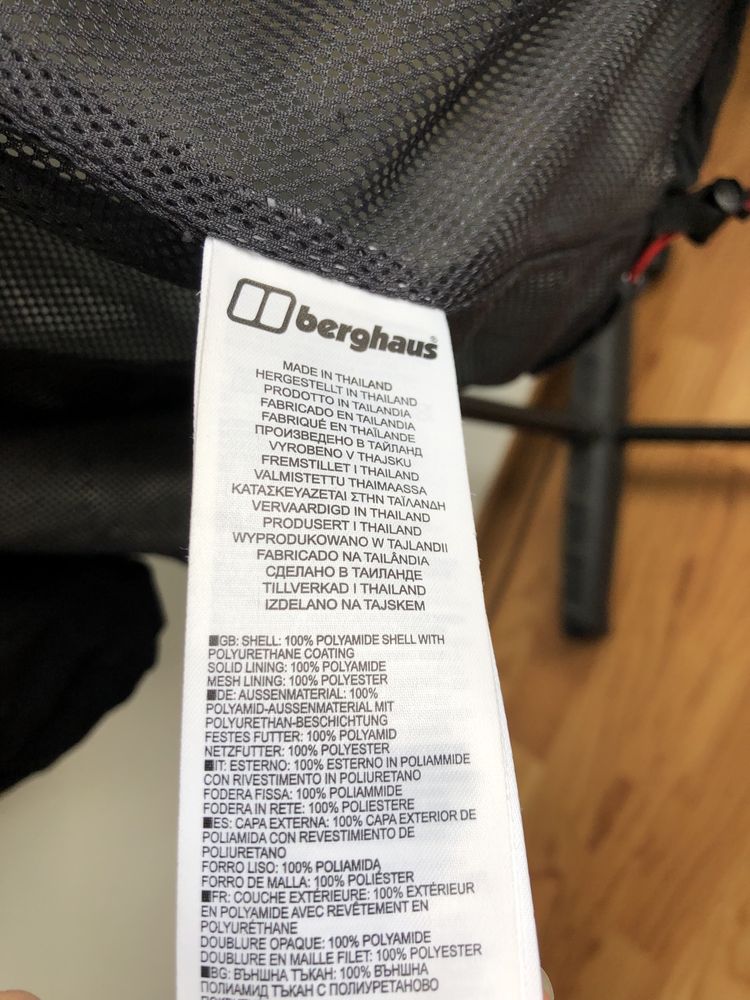 berghaus®
MADE IN THAILAND
HERGESTELLT IN THAILAND
PRODOTTO IN TAILANDIA
FABRICADO EN TAILANDIA
FABRIQUÉ EN THAÏLANDE
ПРОИЗВЕДЕНО В ТАЙЛАНД
VYROBENO V THAJSKU
FREMSTILLET I THAILAND
VALMISTETTU THAIMAASSA
ΚΑΤΑΣΚΕΥΑΖΕΤΑΙ ΣΤΗΝ ΤΑΪΛΑΝΔΗ
VERVAARDIGD IN THAILAND
PRODUSERT I THAILAND
WYPRODUKOWANO W TAJLANDII
FABRICADO NA TAILÂNDIA
СДЕЛАНО В ТАИЛАНДЕ
TILLVERKAD I THAILAND
IZDELANO NA TAJSKEM
GB: SHELL: 100% POLYAMIDE SHELL WITH
POLYURETHANE COATING
SOLID LINING: 100% POLYAMIDE
MESH LINING: 100% POLYESTER
DE: AUSSENMATERIAL: 100%
POLYAMID-AUSSENMATERIAL MIT
POLYURETHAN-BESCHICHTUNG
FESTES FUTTER: 100% POLYAMID
NETZFUTTER: 100% POLYESTER
IT: ESTERNO: 100% ESTERNO IN POLIAMMIDE
CON RIVESTIMENTO IN POLIURETANO
FODERA FISSA: 100% POLIAMMIDE
FODERA IN RETE: 100% POLIESTERE
ES: CAPA EXTERNA: 100% CAPA EXTERIOR DE
POLIAMIDA CON REVESTIMIENTO DE
POLIURETANO
FORRO LISO: 100% POLIAMIDA
FORRO DE MALLA: 100% POLIÉSTER
FR: COUCHE EXTÉRIEURE: 100% EXTÉRIEUR
EN POLYAMIDE AVEC REVÊTEMENT EN
POLYURÉTHANE
DOUBLURE OPAQUE: 100% POLYAMIDE
DOUBLURE EN MAILLE FILET: 100% POLYESTER
BG: ВЪНШНА ТЪКАН: 100% ВЪНШНА
ПОЛИАМИД ТЪКАН С ПОЛИУРЕТАНОВО